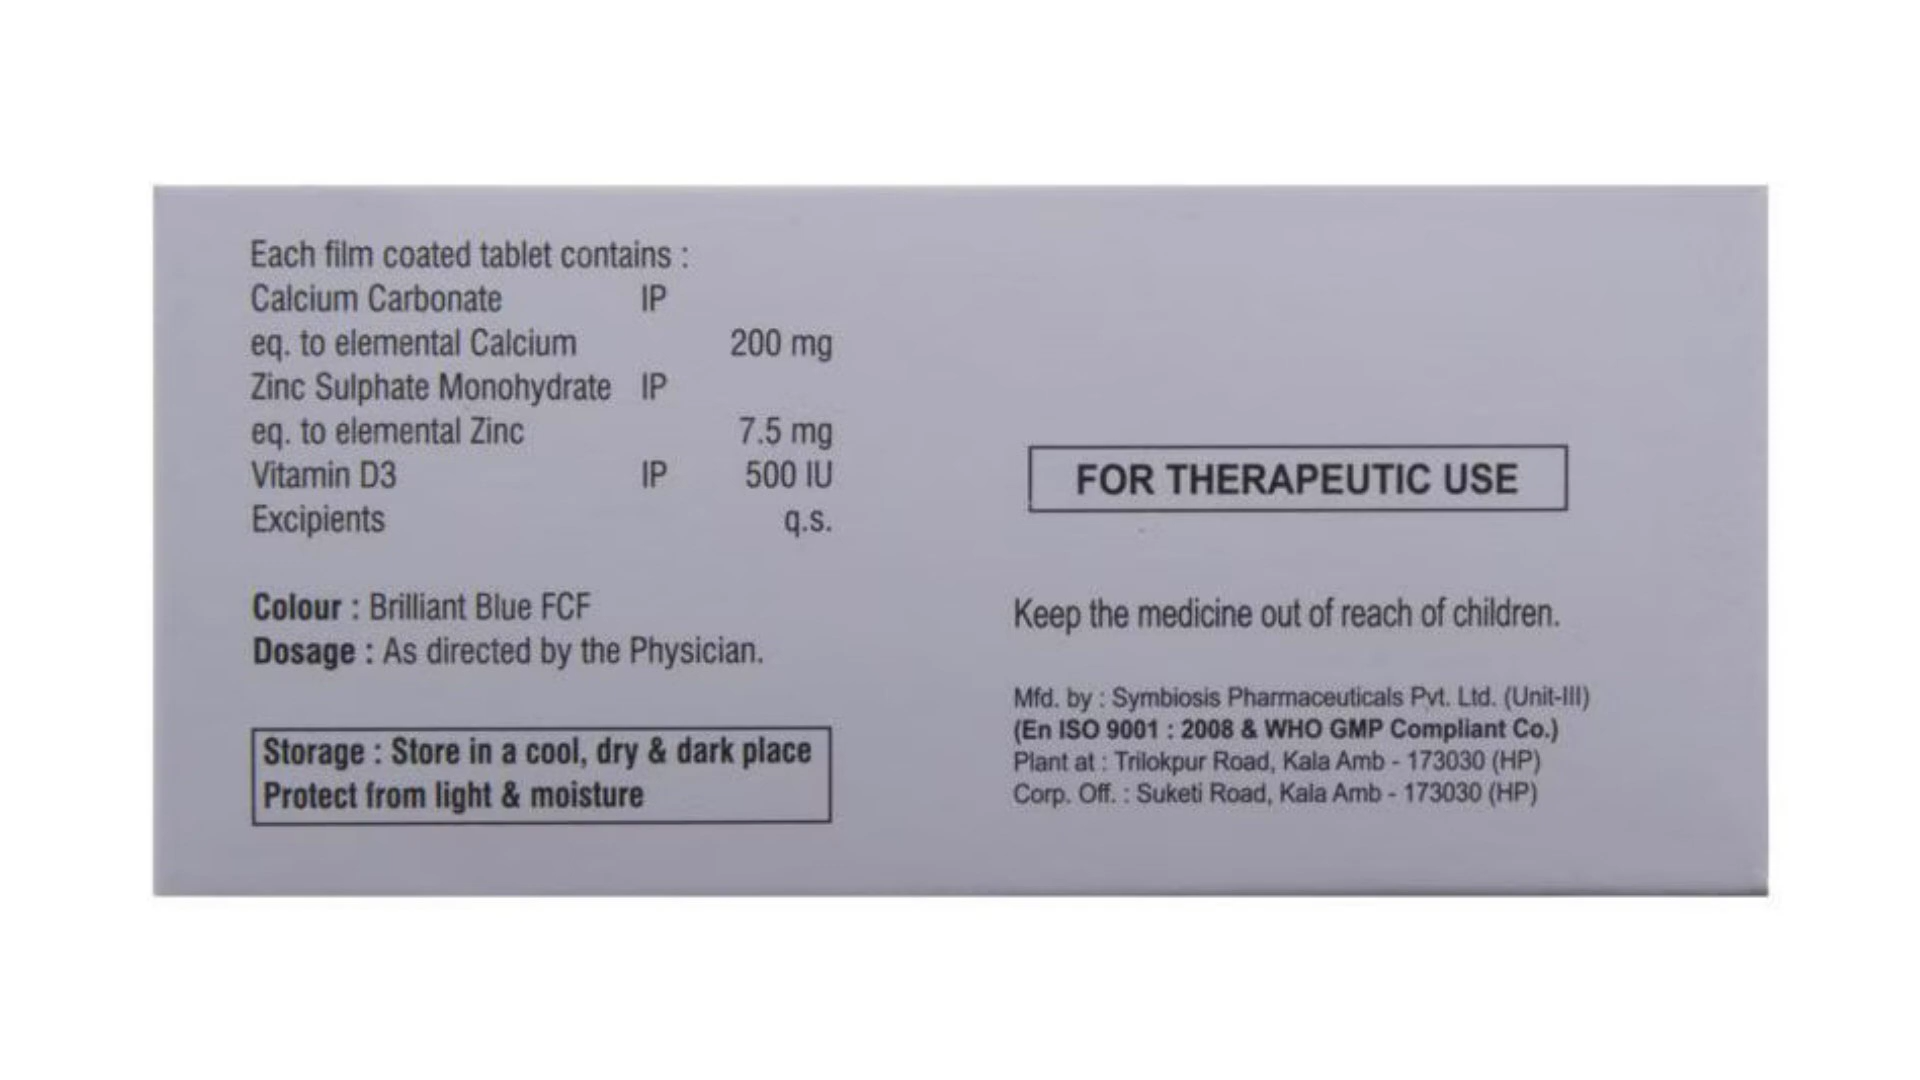 Each film coated tablet contains :
Calcium Carbonate IP
eq. to elemental Calcium 200 mg
Zinc Sulphate Monohydrate IP
eq. to elemental Zinc 7.5 mg
Vitamin D3 IP 500 IU
Excipients q.s.
Colour : Brilliant Blue FCF
Dosage : As directed by the Physician.
Storage : Store in a cool, dry & dark place
Protect from light & moisture
FOR THERAPEUTIC USE
Keep the medicine out of reach of children.
Mfd. by : Symbiosis Pharmaceuticals Pvt. Ltd. (Unit-III)
(En ISO 9001 : 2008 & WHO GMP Compliant Co.)
Plant at : Trilokpur Road, Kala Amb - 173030 (HP)
Corp. Off. : Suketi Road, Kala Amb - 173030 (HP)